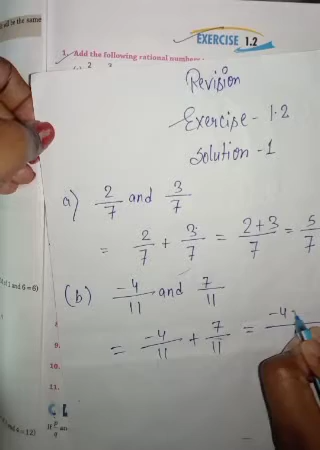 EXERCISE 1.2
1. Add the following rational numbers
2
Revision
Exercise - 1.2
Solution - 1
a) 2/7 and 3/7
= 2/7 + 3/7 = 2+3/7 = 5/7
(b) -4/11 and 7/11
= -4/11 + 7/11 = -4
9.
10.
11.
If p/q